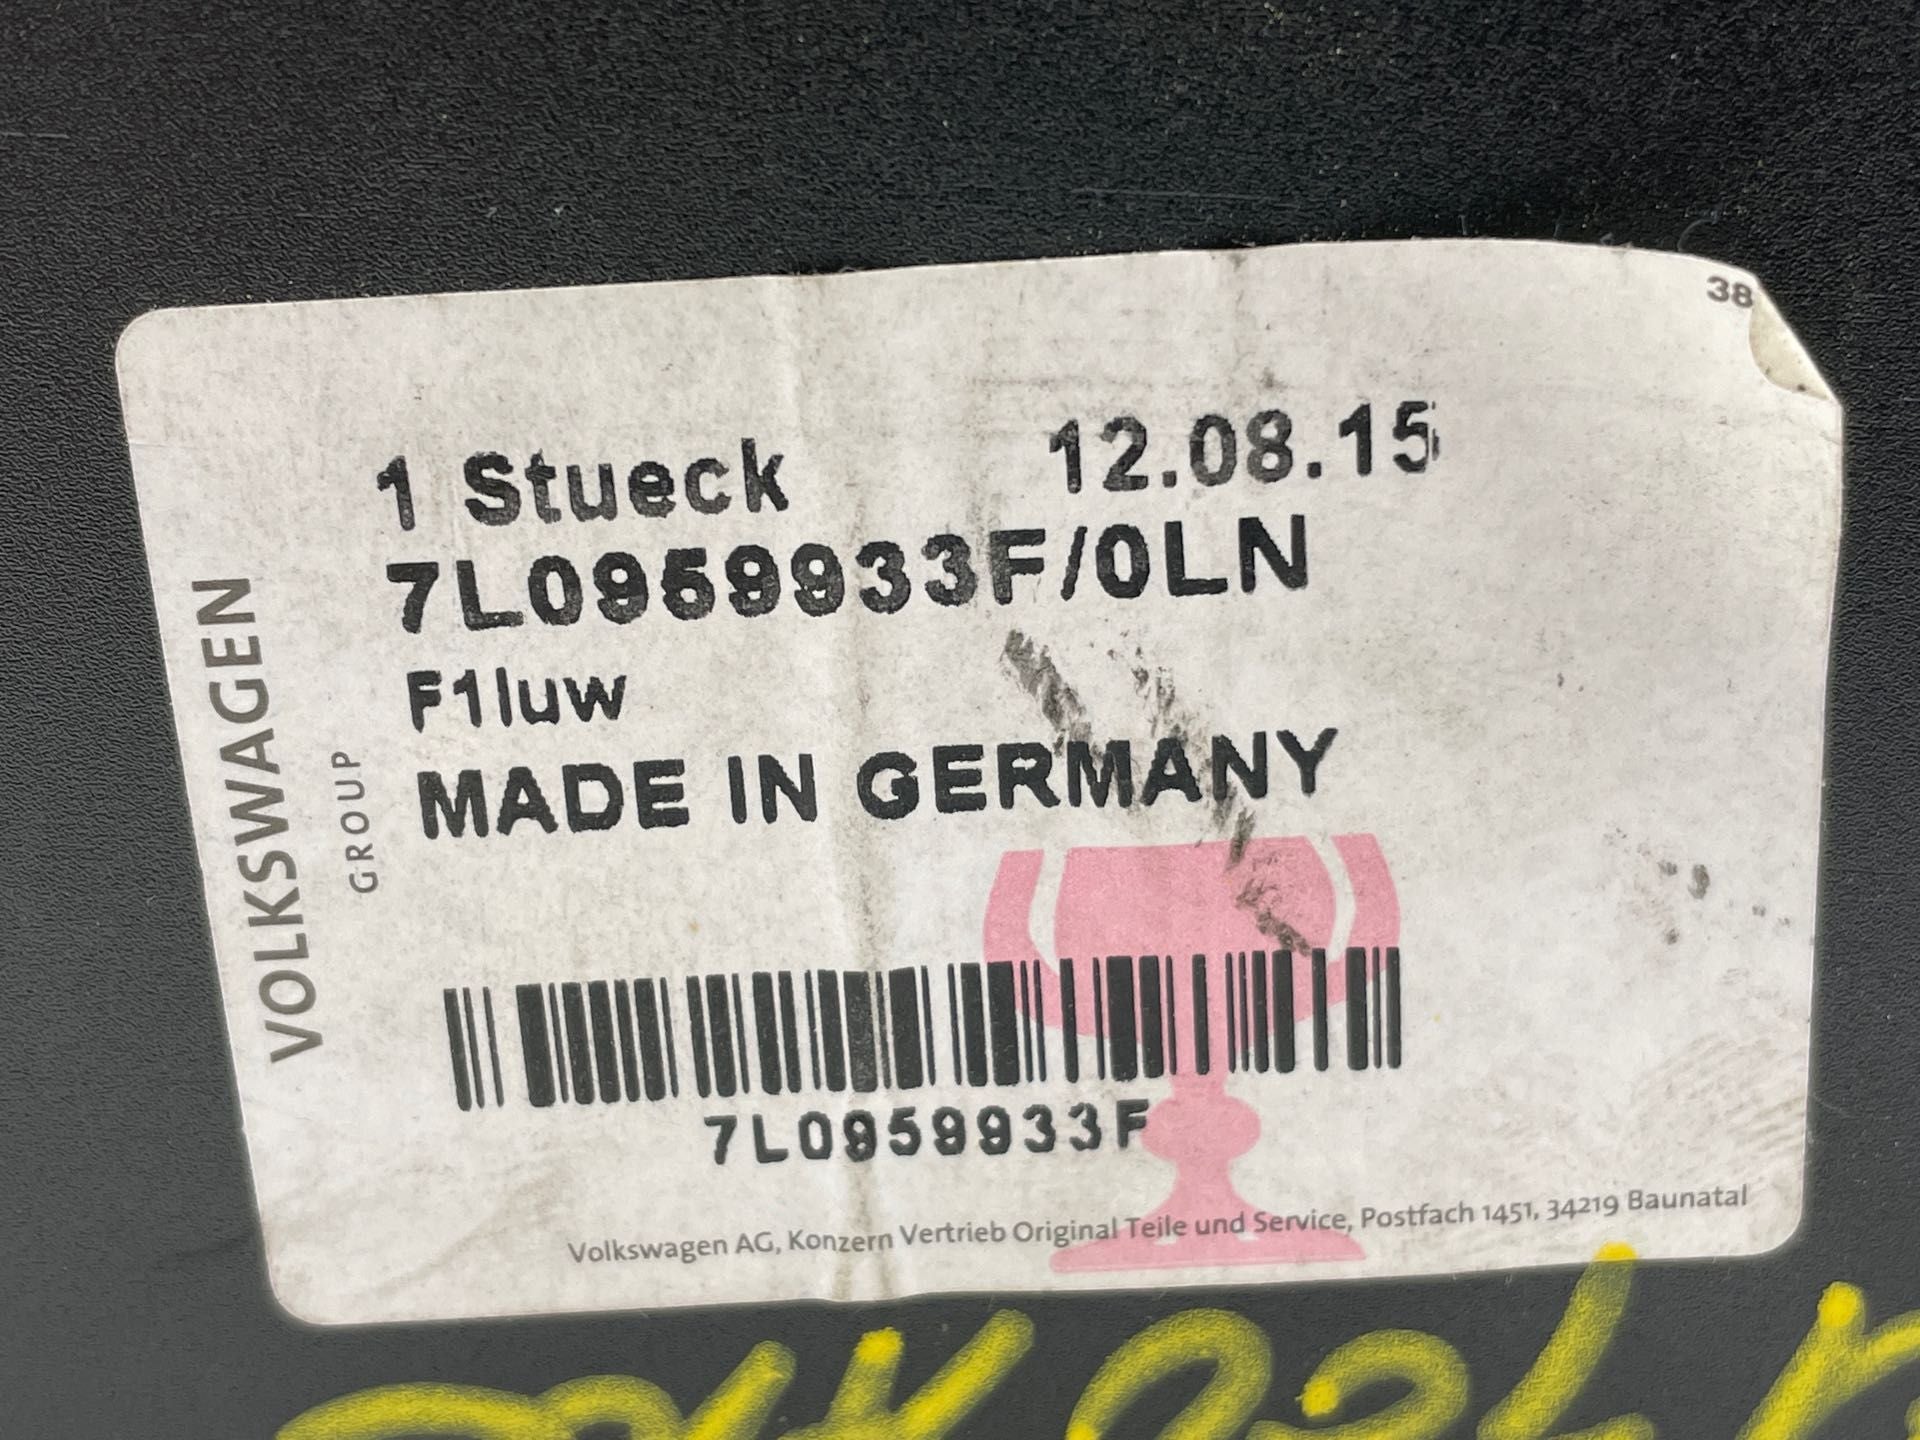 38
1 Stueck 12.08.15
7L0959933F/0LN
F1luw
MADE IN GERMANY
VOLKSWAGEN
GROUP
7L0959933F
Volkswagen AG, Konzern Vertrieb Original Teile und Service, Postfach 1451, 34219 Baunatal